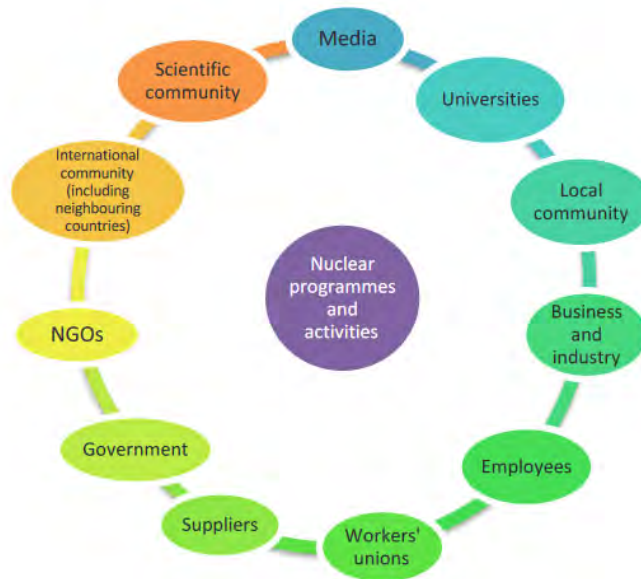 Media
Universities
Local
community
Business
and
industry
Employees
Workers'
unions
Suppliers
Government
NGOs
International
community
(including
neighbouring
countries)
Scientific
community
Nuclear
programmes
and
activities